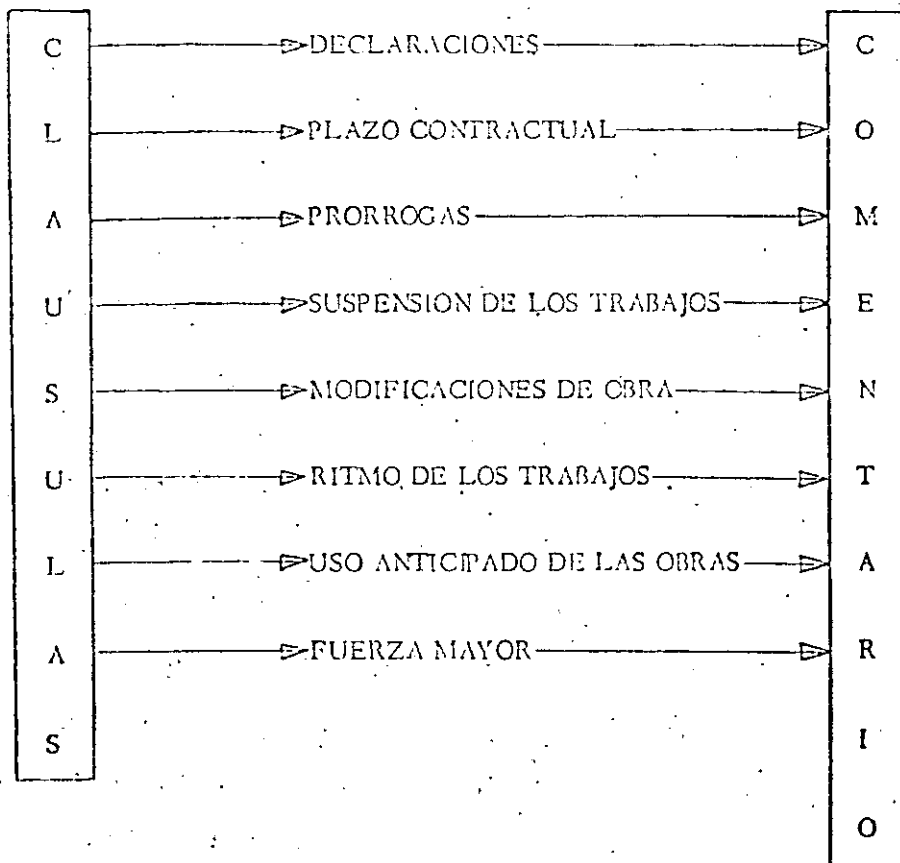 C DECLARACIONES C
L PLAZO CONTRACTUAL O
A PRORROGAS M
U SUSPENSION DE LOS TRABAJOS E
S MODIFICACIONES DE OBRA N
U RITMO DE LOS TRABAJOS T
L USO ANTICIPADO DE LAS OBRAS A
A FUERZA MAYOR R
S I
O